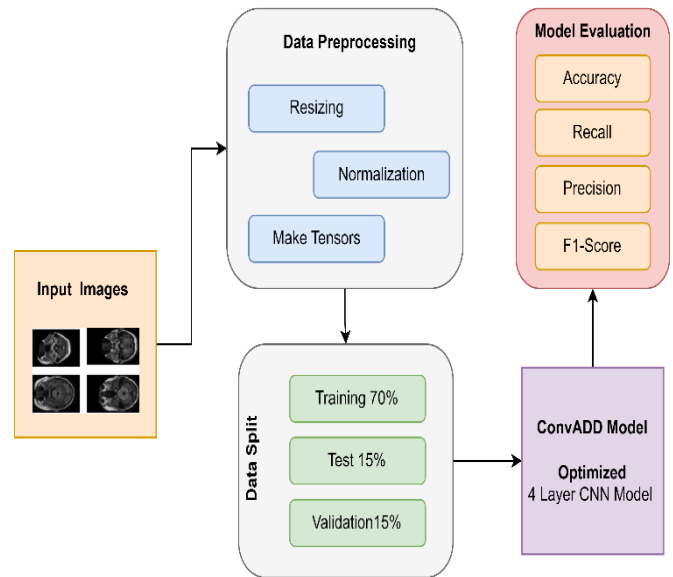 Input Images
Data Preprocessing
Resizing
Normalization
Make Tensors
Data Split
Training 70%
Test 15%
Validation15%
ConvADD Model
Optimized
4 Layer CNN Model
Model Evaluation
Accuracy
Recall
Precision
F1-Score